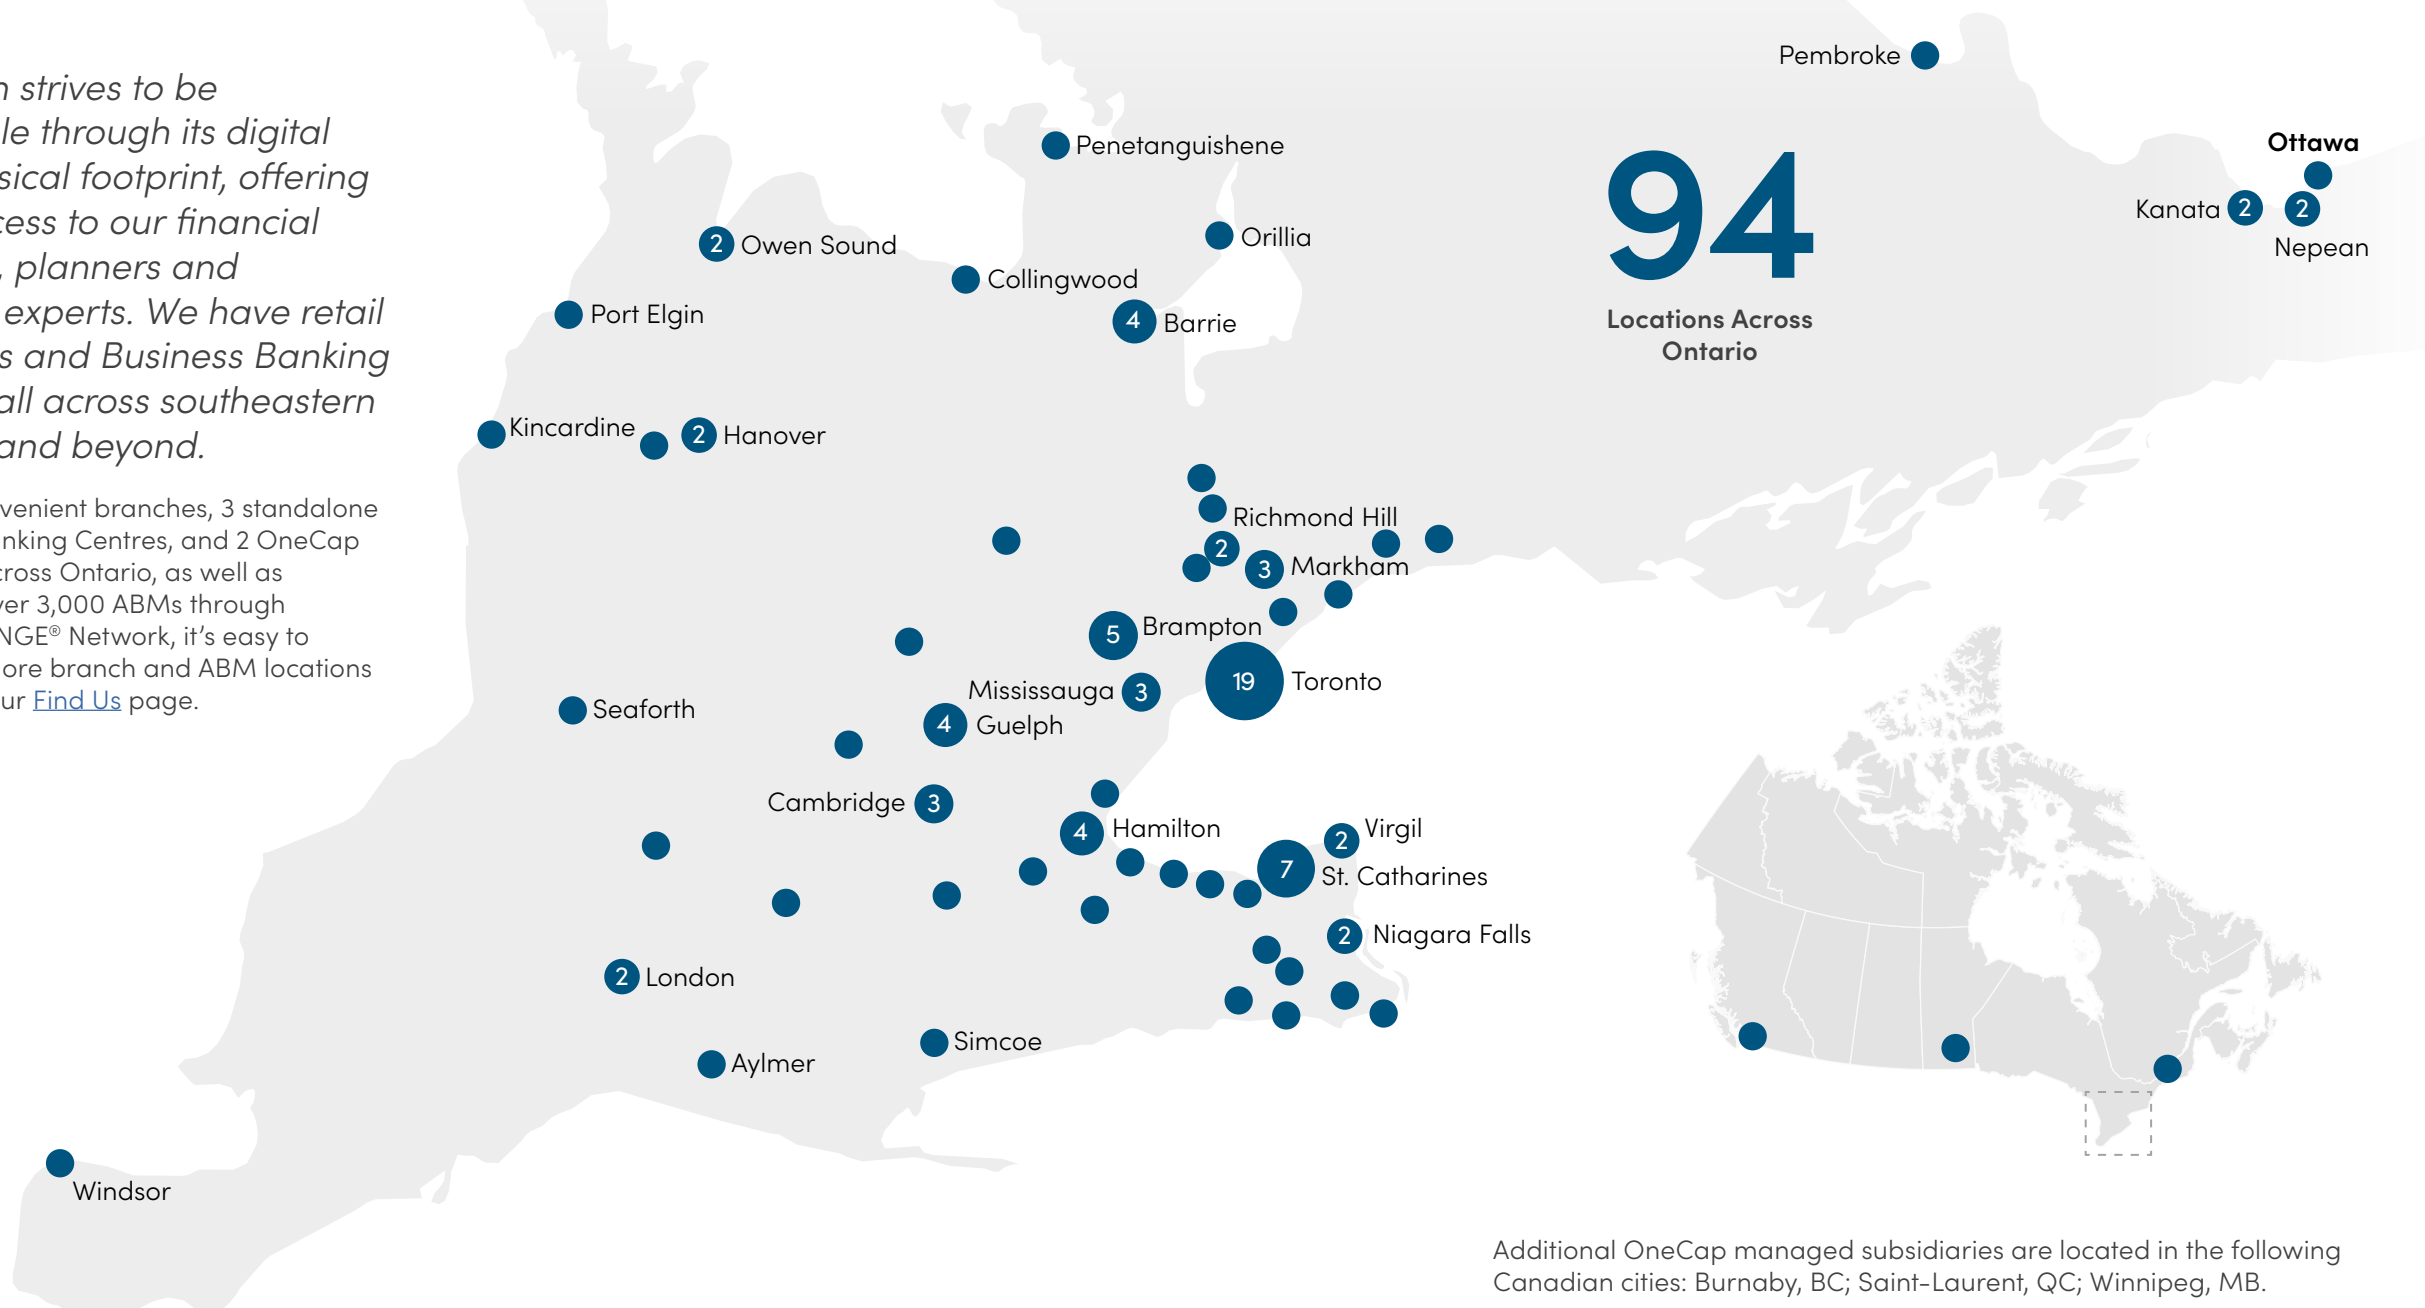 n strives to be
le through its digital
sical footprint, offering
cess to our financial
, planners and
experts. We have retail
s and Business Banking
all across southeastern
and beyond.
venient branches, 3 standalone
nking Centres, and 2 OneCap
cross Ontario, as well as
ver 3,000 ABMs through
NGE® Network, it's easy to
ore branch and ABM locations
ur Find Us page.
Pembroke
Penetanguishene
94
Locations Across
Ontario
Ottawa
Kanata 2
2
Nepean
2 Owen Sound
Orillia
Collingwood
Port Elgin
4 Barrie
Kincardine
2 Hanover
Richmond Hill
2
3 Markham
5 Brampton
19 Toronto
Mississauga 3
4 Guelph
Seaforth
Cambridge 3
4 Hamilton
2 Virgil
7 St. Catharines
2 Niagara Falls
2 London
Simcoe
Aylmer
Windsor
Additional OneCap managed subsidiaries are located in the following
Canadian cities: Burnaby, BC; Saint-Laurent, QC; Winnipeg, MB.